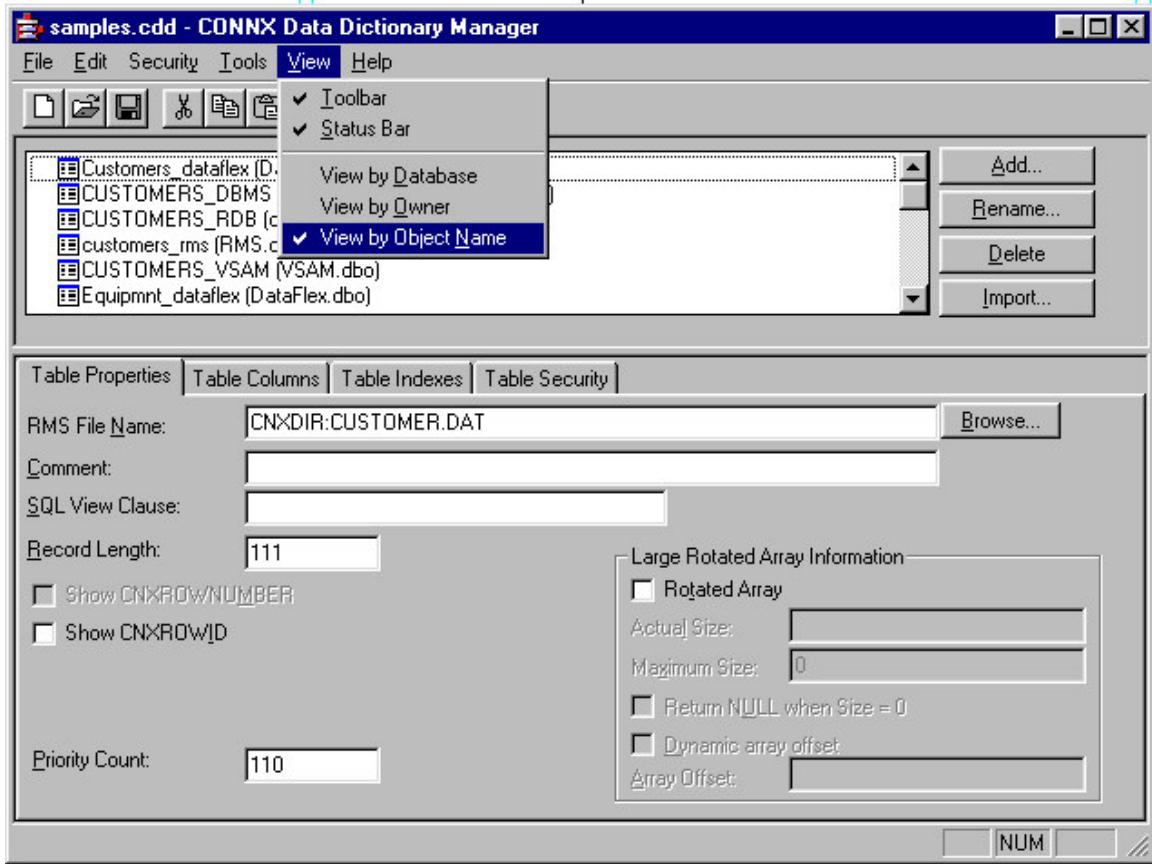 samples.cdd - CONNX Data Dictionary Manager
File Edit Security Tools View Help
Toolbar
Status Bar
View by Database
View by Owner
View by Object Name
Customers_dataflex (D
CUSTOMERS_DBMS )
CUSTOMERS_RDB (c
customers_rms (RMS.c
CUSTOMERS_VSAM (VSAM.dbo)
Equipmnt_dataflex (DataFlex.dbo)
Add...
Rename...
Delete
Import...
Table Properties Table Columns Table Indexes Table Security
RMS File Name: CNXDIR:CUSTOMER.DAT Browse...
Comment:
SQL View Clause:
Record Length: 111
Show CNXROWNUMBER
Show CNXROWID
Priority Count: 110
Large Rotated Array Information
Rotated Array
Actual Size:
Maximum Size: 0
Return NULL when Size = 0
Dynamic array offset
Array Offset:
NUM